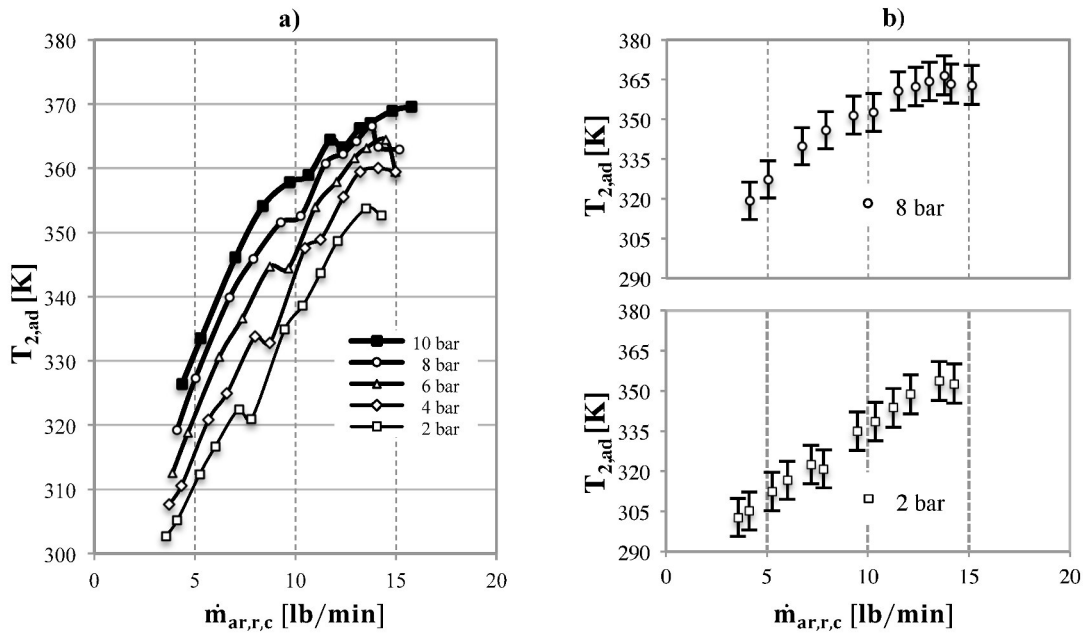 a)
T2,ad [K]
380
370
360
350
340
330
320
310
300
10 bar
8 bar
6 bar
4 bar
2 bar
0 5 10 15 20
ṁar,r,c [lb/min]
b)
T2,ad [K]
380
365
350
335
320
305
290
8 bar
T2,ad [K]
380
365
350
335
320
305
290
2 bar
0 5 10 15 20
ṁar,r,c [lb/min]